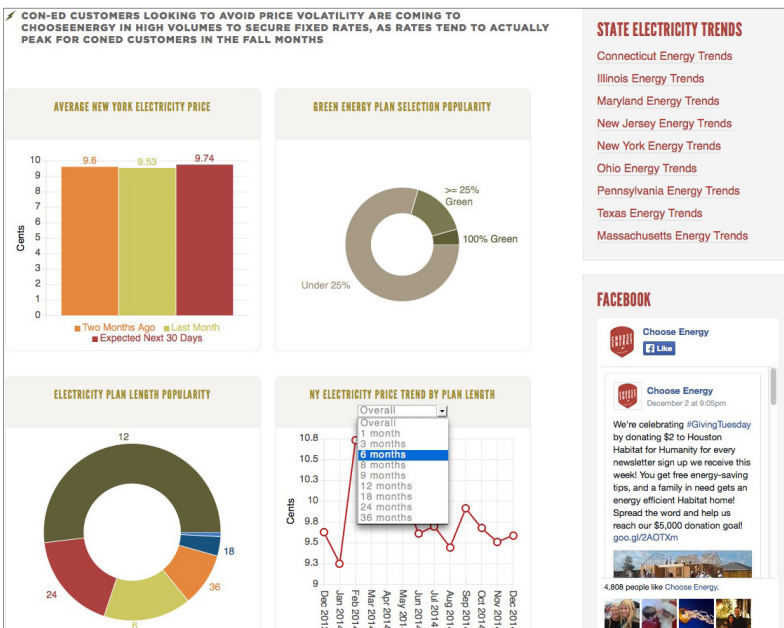 CON-ED CUSTOMERS LOOKING TO AVOID PRICE VOLATILITY ARE COMING TO
CHOOSEENERGY IN HIGH VOLUMES TO SECURE FIXED RATES, AS RATES TEND TO ACTUALLY
PEAK FOR CONED CUSTOMERS IN THE FALL MONTHS
AVERAGE NEW YORK ELECTRICITY PRICE
10
9
8
7
6
5
4
3
2
1
0
Cents
9.6
9.53
9.74
Two Months Ago
Last Month
Expected Next 30 Days
GREEN ENERGY PLAN SELECTION POPULARITY
>= 25%
Green
100% Green
Under 25%
ELECTRICITY PLAN LENGTH POPULARITY
12
18
36
6
24
NY ELECTRICITY PRICE TREND BY PLAN LENGTH
Overall
Overall
1 month
3 months
6 months
8 months
9 months
12 months
18 months
24 months
36 months
10.8
10.5
10.3
10
9.8
9.5
9.3
9
Cents
Dec 2013
Jan 2014
Feb 2014
Mar 2014
Apr 2014
May 2014
Jun 2014
Jul 2014
Aug 2014
Sep 2014
Oct 2014
Nov 2014
Dec 2014
STATE ELECTRICITY TRENDS
Connecticut Energy Trends
Illinois Energy Trends
Maryland Energy Trends
New Jersey Energy Trends
New York Energy Trends
Ohio Energy Trends
Pennsylvania Energy Trends
Texas Energy Trends
Massachusetts Energy Trends
FACEBOOK
Choose Energy
Like
Choose Energy
December 2 at 9:05pm
We're celebrating #GivingTuesday
by donating $2 to Houston
Habitat for Humanity for every
newsletter sign up we receive this
week! You get free energy-saving
tips, and a family in need gets an
energy efficient Habitat home!
Spread the word and help us
reach our $5,000 donation goal!
goo.gl/2AOTXm
4,808 people like Choose Energy.